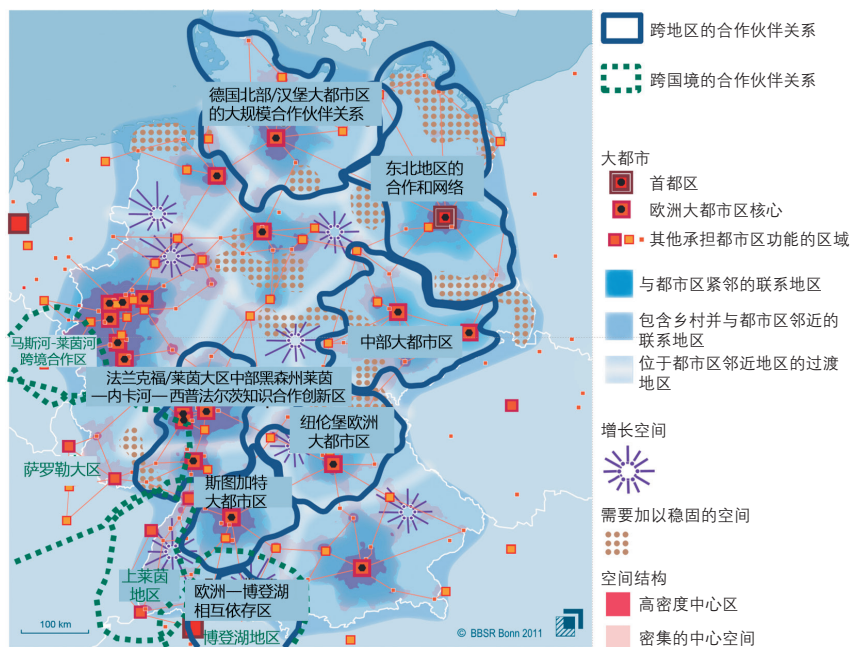 德国北部/汉堡大都市区
的大规模合作伙伴关系
东北地区的
合作和网络
马斯河-莱茵河
跨境合作区
中部大都市区
法兰克福/莱茵大区中部黑森州莱茵
—内卡河—西普法尔茨知识合作创新区
纽伦堡欧洲
大都市区
萨罗勒大区
斯图加特
大都市区
上莱茵
地区
欧洲—博登湖
相互依存区
博登湖地区
100 km
© BBSR Bonn 2011
跨地区的合作伙伴关系
跨国境的合作伙伴关系
大都市
首都区
欧洲大都市区核心
其他承担都市区功能的区域
与都市区紧邻的联系地区
包含乡村并与都市区邻近的
联系地区
位于都市区邻近地区的过渡
地区
增长空间
需要加以稳固的空间
空间结构
高密度中心区
密集的中心空间